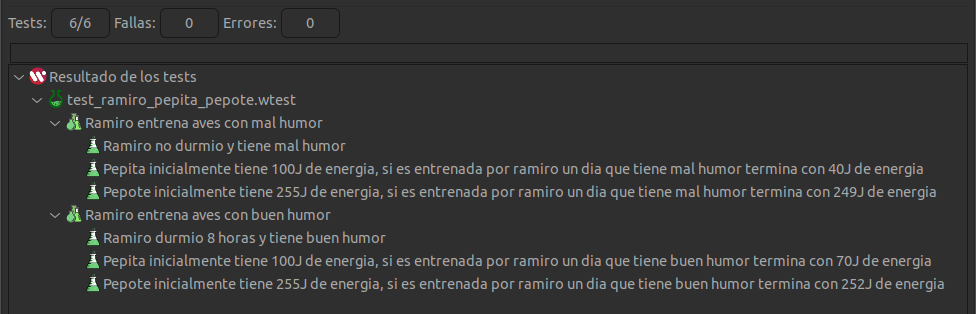 Tests: 6/6 Fallas: 0 Errores: 0
Resultado de los tests
test_ramiro_pepita_pepote.wtest
Ramiro entrena aves con mal humor
Ramiro no durmio y tiene mal humor
Pepita inicialmente tiene 100J de energia, si es entrenada por ramiro un dia que tiene mal humor termina con 40J de energia
Pepote inicialmente tiene 255J de energia, si es entrenada por ramiro un dia que tiene mal humor termina con 249J de energia
Ramiro entrena aves con buen humor
Ramiro durmio 8 horas y tiene buen humor
Pepita inicialmente tiene 100J de energia, si es entrenada por ramiro un dia que tiene buen humor termina con 70J de energia
Pepote inicialmente tiene 255J de energia, si es entrenada por ramiro un dia que tiene buen humor termina con 252J de energia